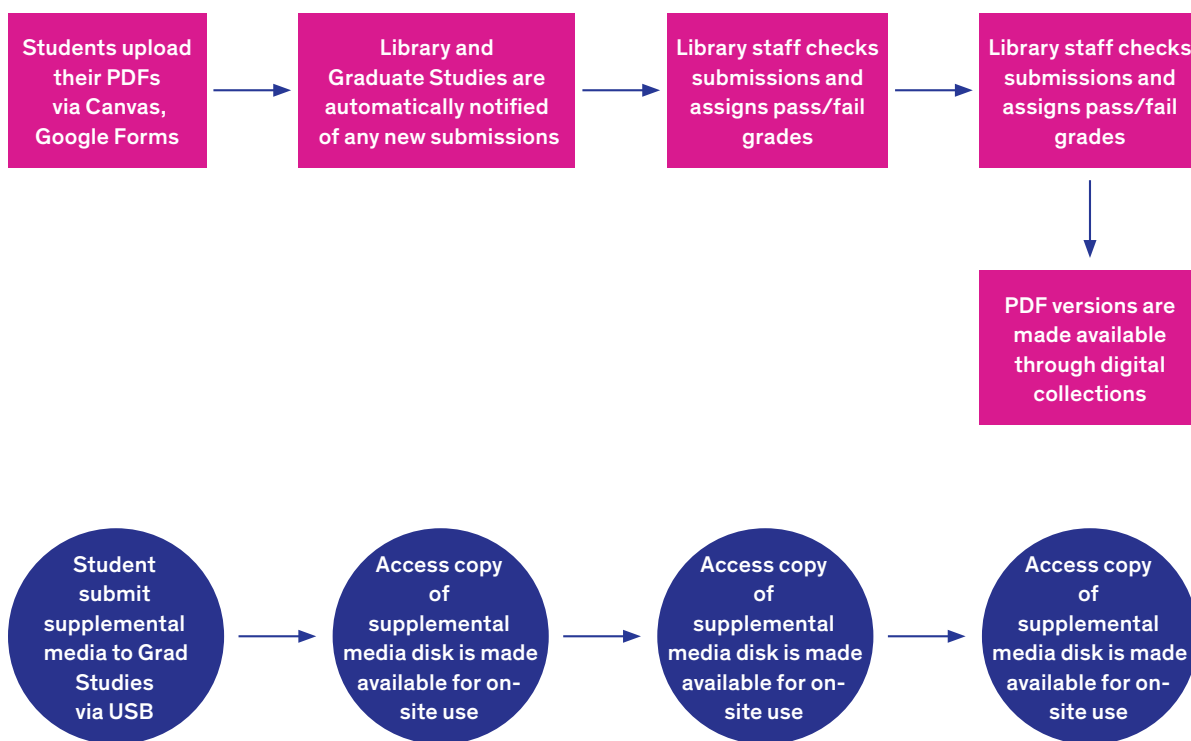 Students upload
their PDFs
via Canvas,
Google Forms
Library and
Graduate Studies are
automatically notified
of any new submissions
Library staff checks
submissions and
assigns pass/fail
grades
Library staff checks
submissions and
assigns pass/fail
grades
PDF versions are
made available
through digital
collections
Student
submit
supplemental
media to Grad
Studies
via USB
Access copy
of
supplemental
media disk is made
available for on-
site use
Access copy
of
supplemental
media disk is made
available for on-
site use
Access copy
of
supplemental
media disk is made
available for on-
site use